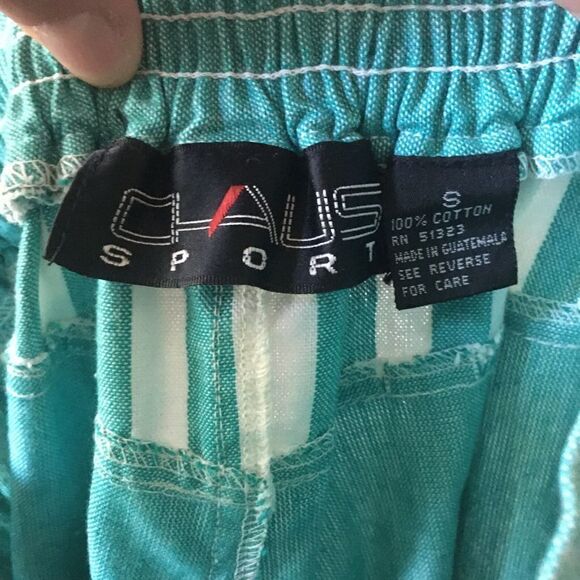 CHAUS
SPORT
S
100% COTTON
RN 51323
MADE IN GUATEMALA
SEE REVERSE
FOR CARE